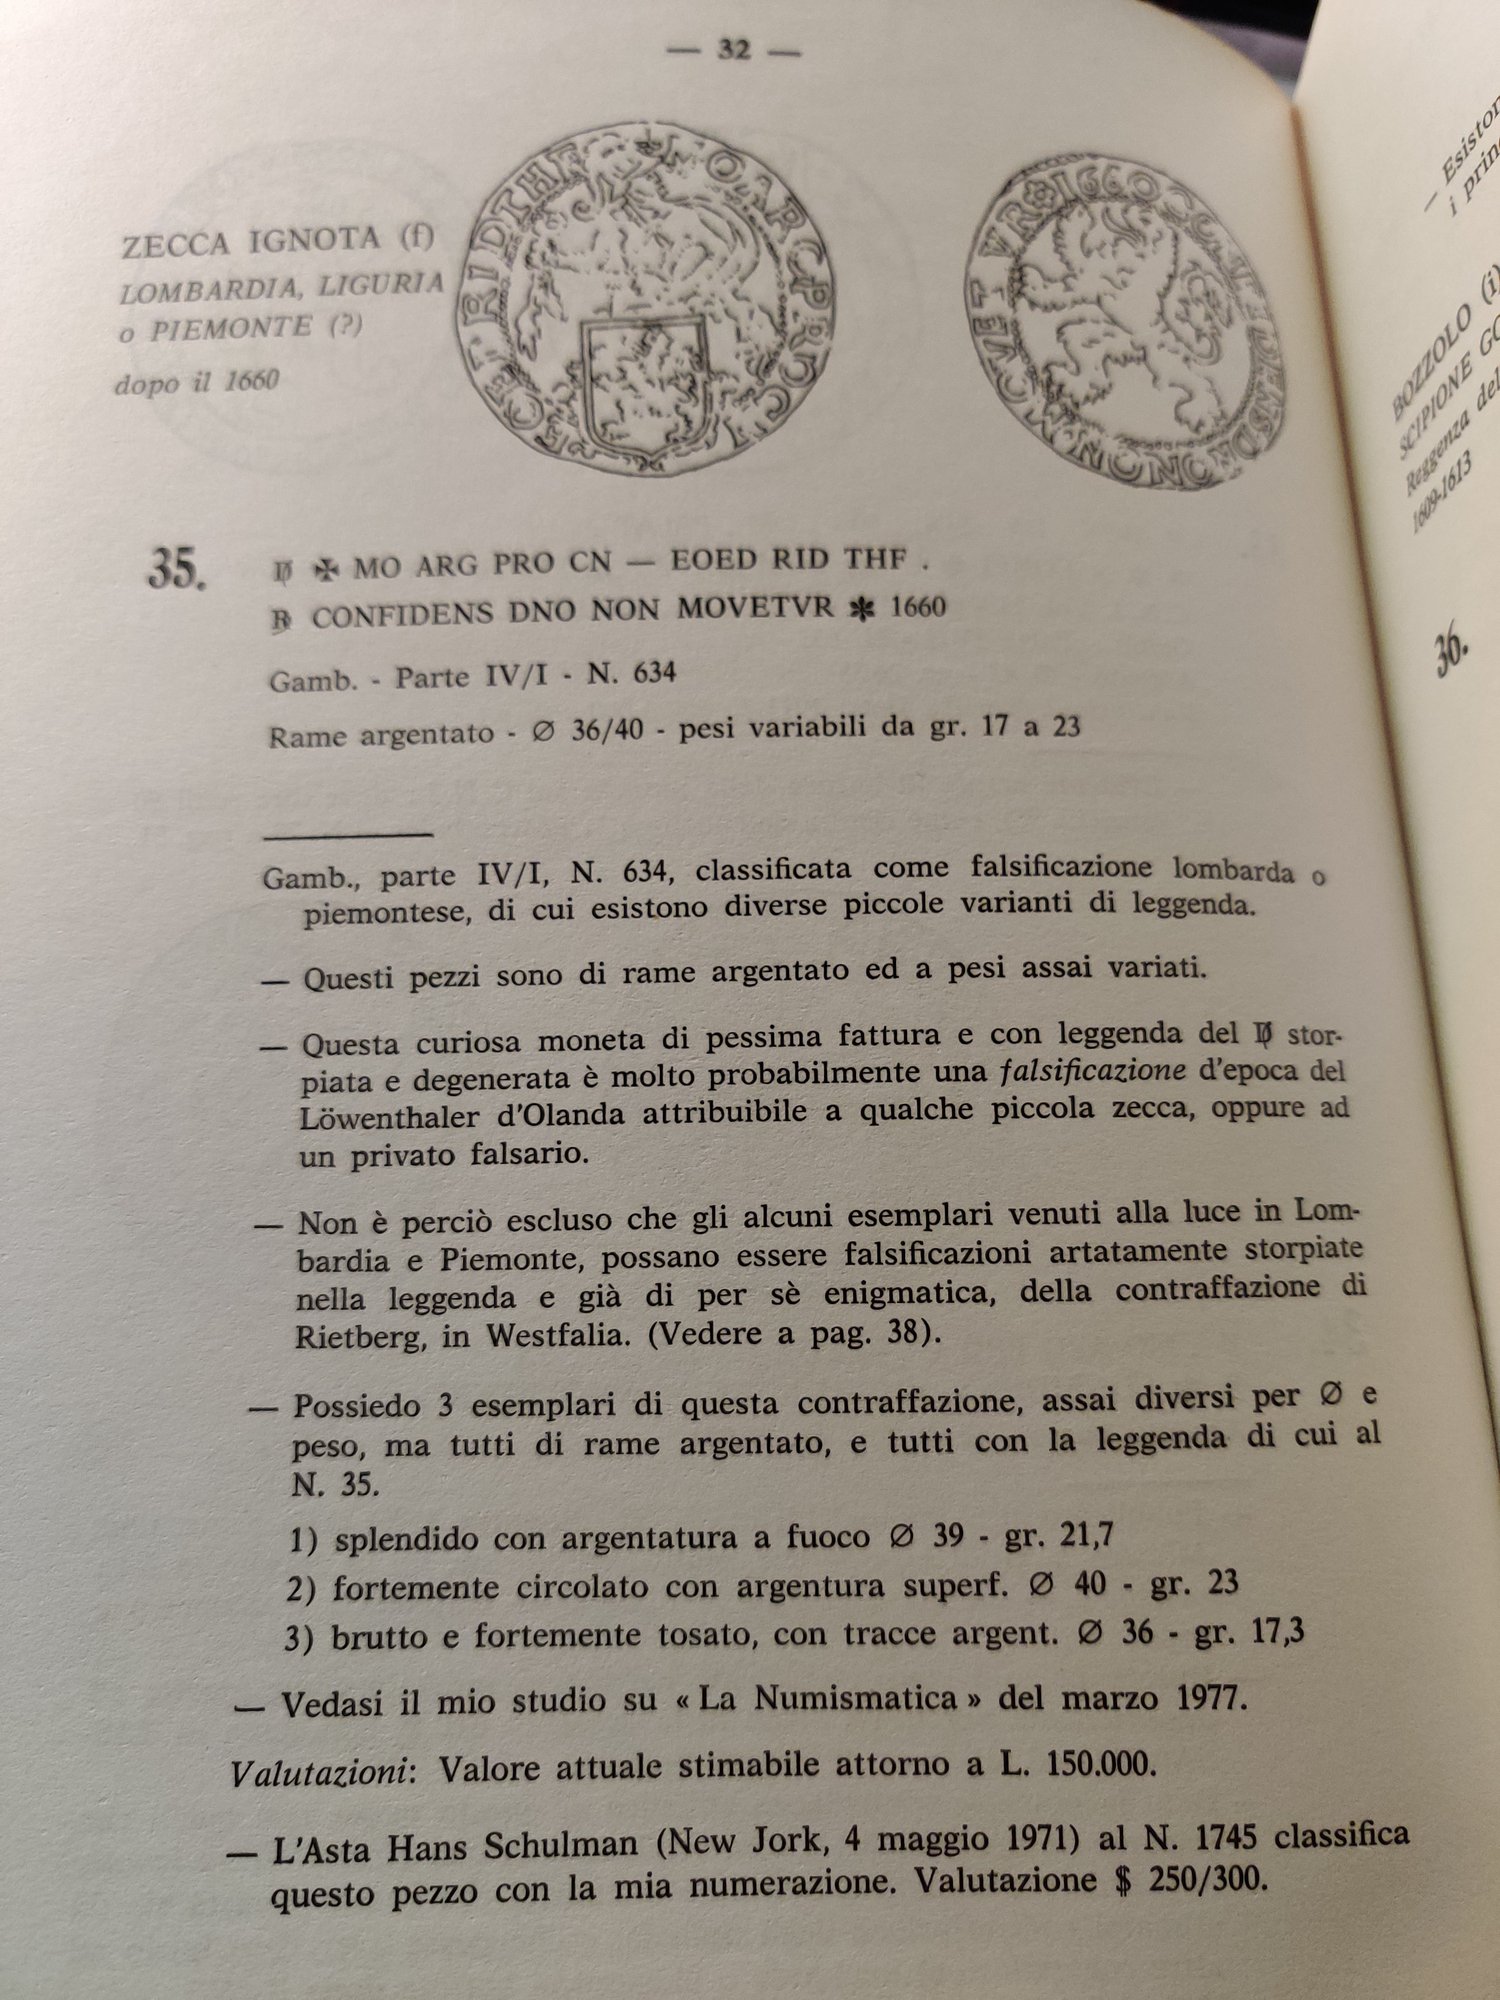 — 32 —
ZECCA IGNOTA (f)
LOMBARDIA, LIGURIA
o PIEMONTE (?)
dopo il 1660
35. D ✠ MO ARG PRO CN — EOED RID THF .
R CONFIDENS DNO NON MOVETVR ✱ 1660
Gamb. - Parte IV/I - N. 634
Rame argentato - Ø 36/40 - pesi variabili da gr. 17 a 23
Gamb., parte IV/I, N. 634, classificata come falsificazione lombarda o
piemontese, di cui esistono diverse piccole varianti di leggenda.
— Questi pezzi sono di rame argentato ed a pesi assai variati.
— Questa curiosa moneta di pessima fattura e con leggenda del D stor-
piata e degenerata è molto probabilmente una falsificazione d'epoca del
Löwenthaler d'Olanda attribuibile a qualche piccola zecca, oppure ad
un privato falsario.
— Non è perciò escluso che gli alcuni esemplari venuti alla luce in Lom-
bardia e Piemonte, possano essere falsificazioni artatamente storpiate
nella leggenda e già di per sè enigmatica, della contraffazione di
Rietberg, in Westfalia. (Vedere a pag. 38).
— Possiedo 3 esemplari di questa contraffazione, assai diversi per Ø e
peso, ma tutti di rame argentato, e tutti con la leggenda di cui al
N. 35.
1) splendido con argentatura a fuoco Ø 39 - gr. 21,7
2) fortemente circolato con argentura superf. Ø 40 - gr. 23
3) brutto e fortemente tosato, con tracce argent. Ø 36 - gr. 17,3
— Vedasi il mio studio su « La Numismatica » del marzo 1977.
Valutazioni: Valore attuale stimabile attorno a L. 150.000.
— L'Asta Hans Schulman (New Jork, 4 maggio 1971) al N. 1745 classifica
questo pezzo con la mia numerazione. Valutazione $ 250/300.
— Esiston
i princ
BOZZOLO (i)
SCIPIONE GO
Reggenza del
1609-1613
36.